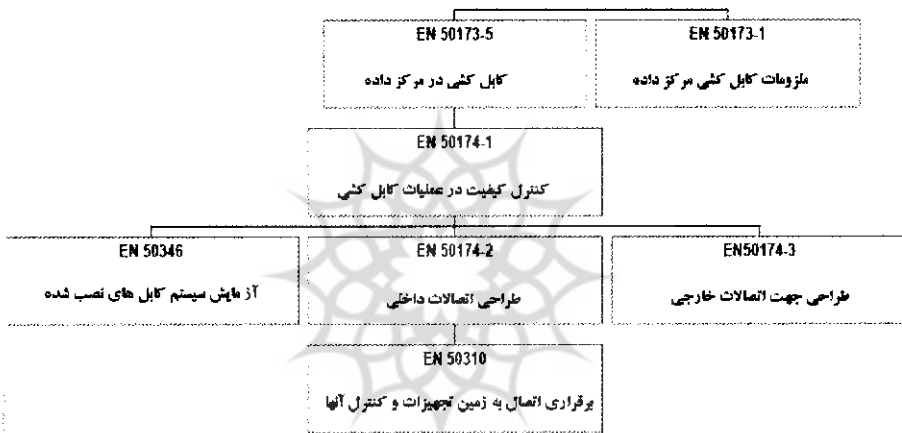 EN 50173-1
ملزومات کابل کشی مرکز داده
EN 50173-5
کابل کشی در مرکز داده
EN 50174-1
کنترل کیفیت در عملیات کابل کشی
EN50174-3
طراحی جهت اتصالات خارجی
EN 50174-2
طراحی اتصالات داخلی
EN 50346
آزمایش سیستم کابل های نصب شده
EN 50310
برقراری اتصال به زمین تجهیزات و کنترل آنها